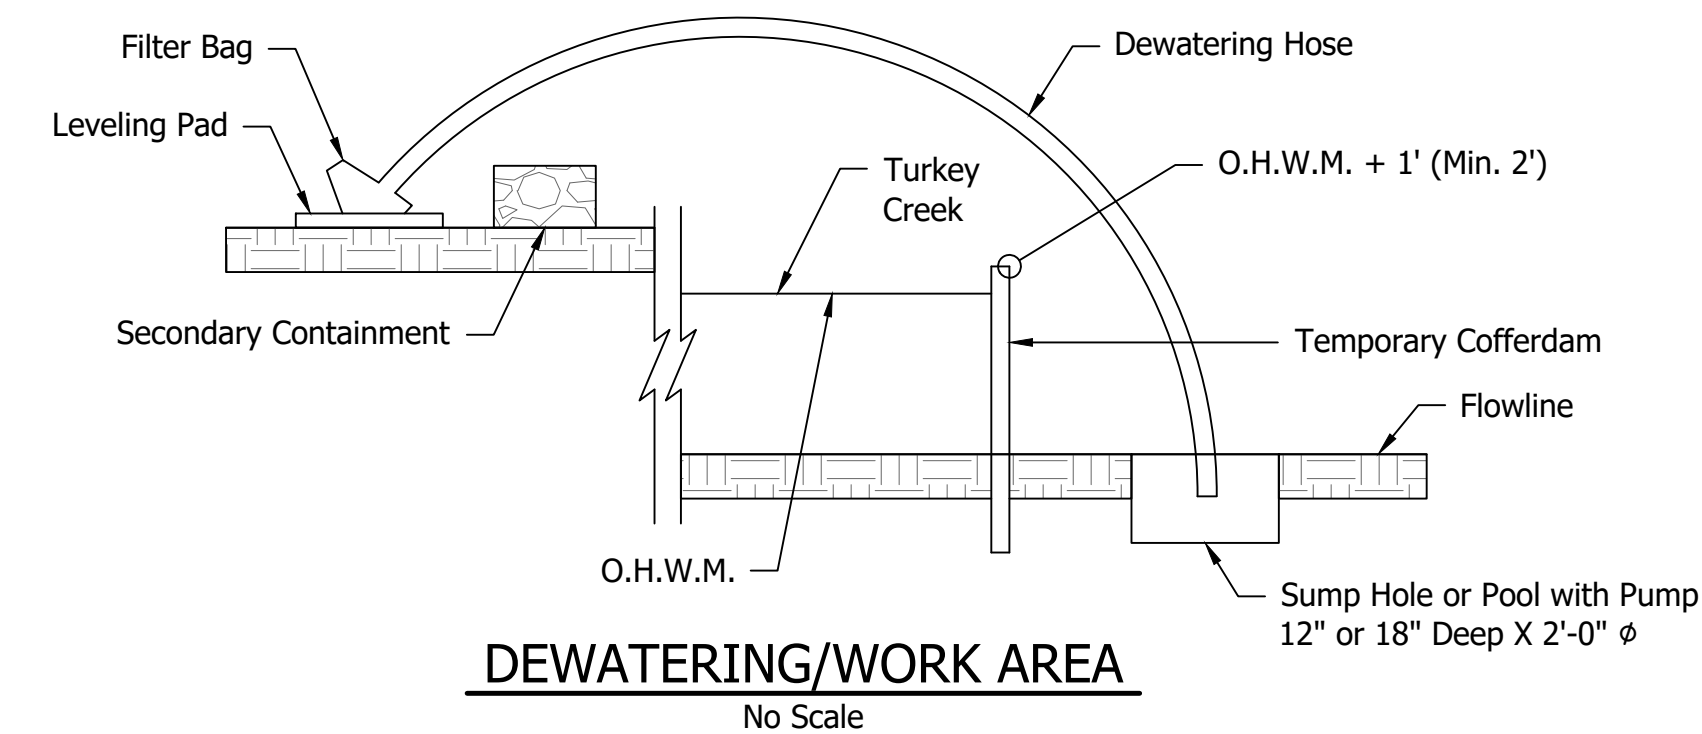 Filter Bag
Dewatering Hose
Leveling Pad
Turkey
Creek
O.H.W.M. + 1' (Min. 2')
Secondary Containment
Temporary Cofferdam
Flowline
O.H.W.M.
Sump Hole or Pool with Pump
12" or 18" Deep X 2'-0" ⌀
DEWATERING/WORK AREA
No Scale